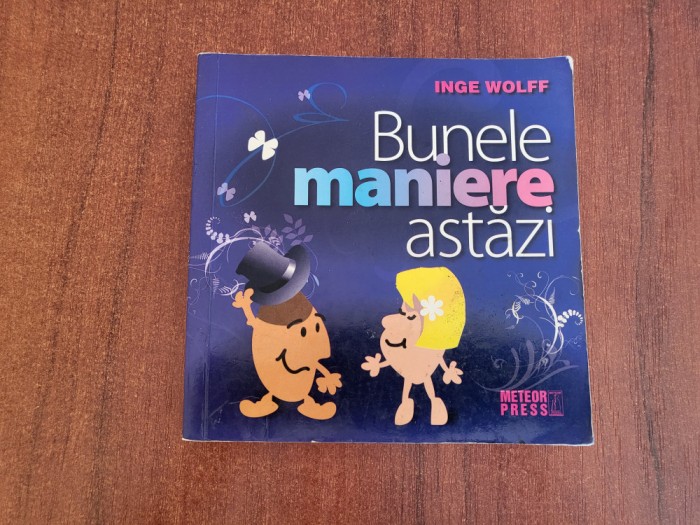 INGE WOLFF
Bunele
maniere
astăzi
METEOR
PRESS